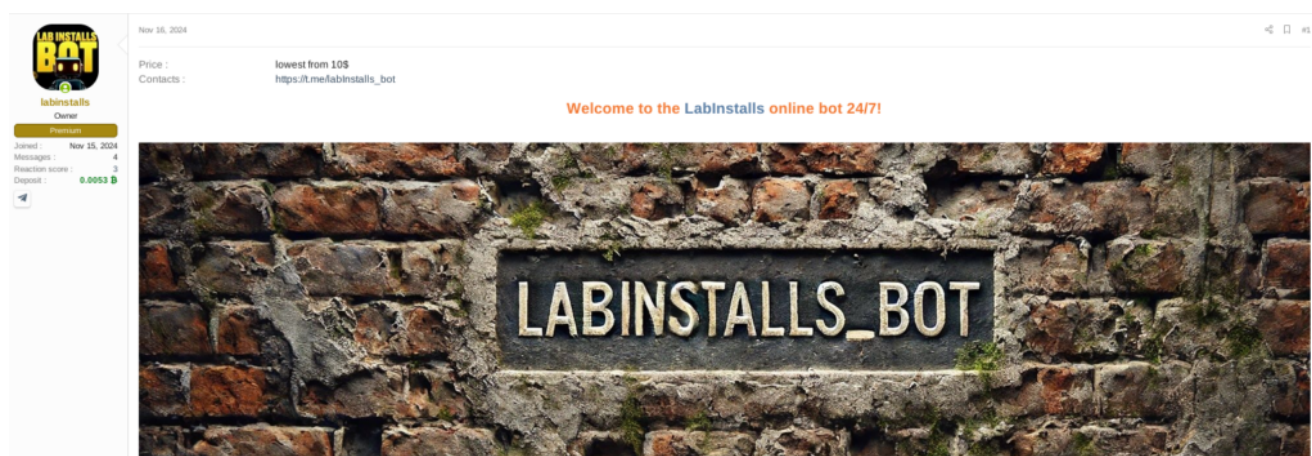 LAB INSTALLS
BOT
labinstalls
Owner
Premium
Joined : Nov 15, 2024
Messages : 4
Reaction score : 3
Deposit : 0.0053 ₿
Nov 16, 2024
#1
Price : lowest from 10$
Contacts : https://t.me/labInstalls_bot
Welcome to the LabInstalls online bot 24/7!
LABINSTALLS_BOT